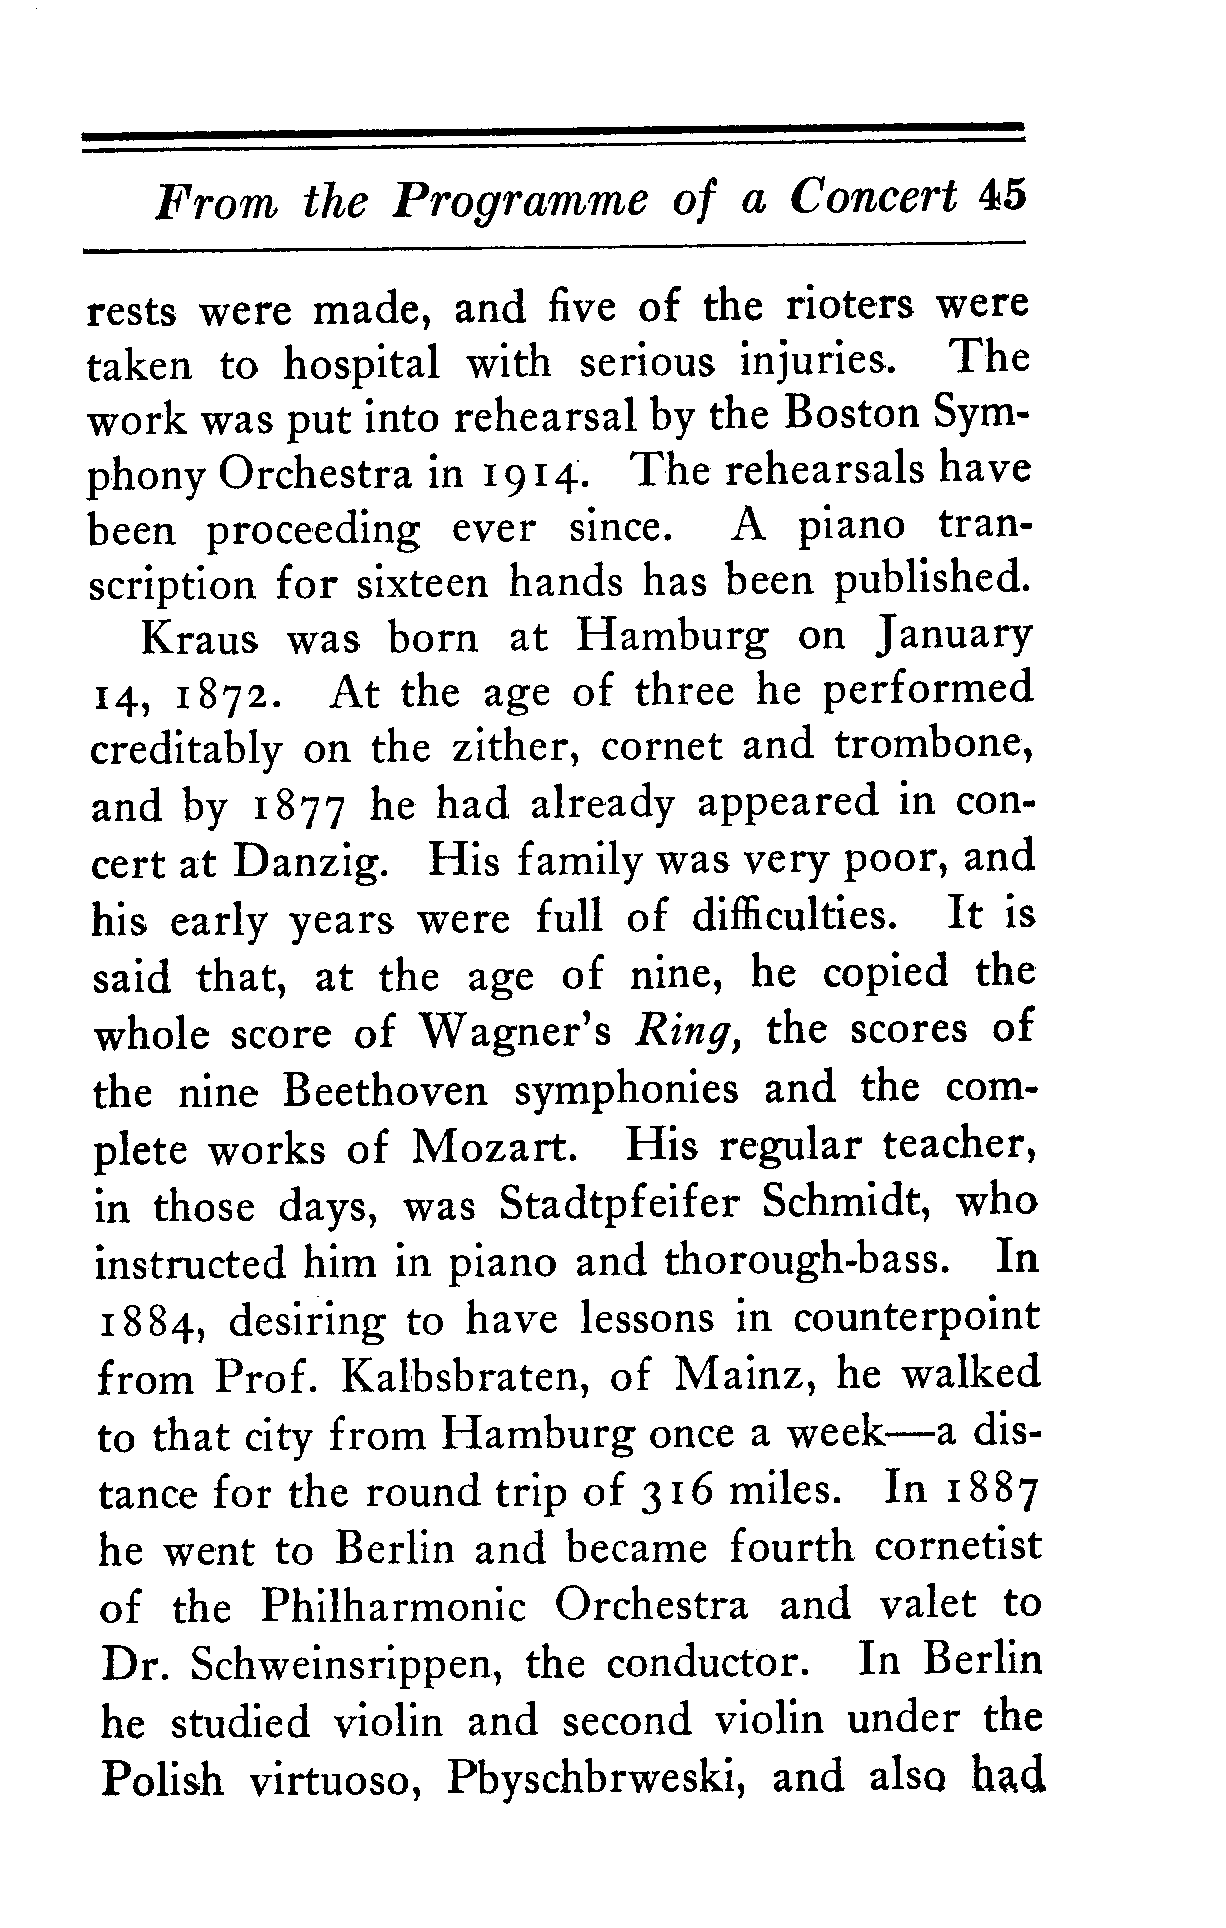 From the Programme of a Concert 45
rests were made, and five of the rioters were
taken to hospital with serious injuries. The
work was put into rehearsal by the Boston Sym-
phony Orchestra in 1914. The rehearsals have
been proceeding ever since. A piano tran-
scription for sixteen hands has been published.
Kraus was born at Hamburg on January
14, 1872. At the age of three he performed
creditably on the zither, cornet and trombone,
and by 1877 he had already appeared in con-
cert at Danzig. His family was very poor, and
his early years were full of difficulties. It is
said that, at the age of nine, he copied the
whole score of Wagner's Ring, the scores of
the nine Beethoven symphonies and the com-
plete works of Mozart. His regular teacher,
in those days, was Stadtpfeifer Schmidt, who
instructed him in piano and thorough-bass. In
1884, desiring to have lessons in counterpoint
from Prof. Kalbsbraten, of Mainz, he walked
to that city from Hamburg once a week—a dis-
tance for the round trip of 316 miles. In 1887
he went to Berlin and became fourth cornetist
of the Philharmonic Orchestra and valet to
Dr. Schweinsrippen, the conductor. In Berlin
he studied violin and second violin under the
Polish virtuoso, Pbyschbrweski, and also had